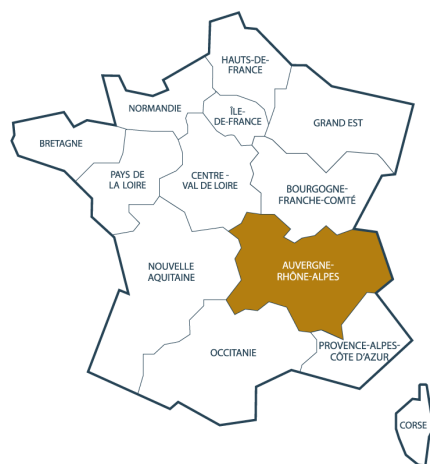 HAUTS-DE-
FRANCE
NORMANDIE
ÎLE-
DE-FRANCE
GRAND EST
BRETAGNE
PAYS DE
LA LOIRE
CENTRE -
VAL DE LOIRE
BOURGOGNE-
FRANCHE-COMTÉ
NOUVELLE
AQUITAINE
AUVERGNE-
RHÔNE-ALPES
OCCITANIE
PROVENCE-ALPES-
CÔTE D'AZUR
CORSE